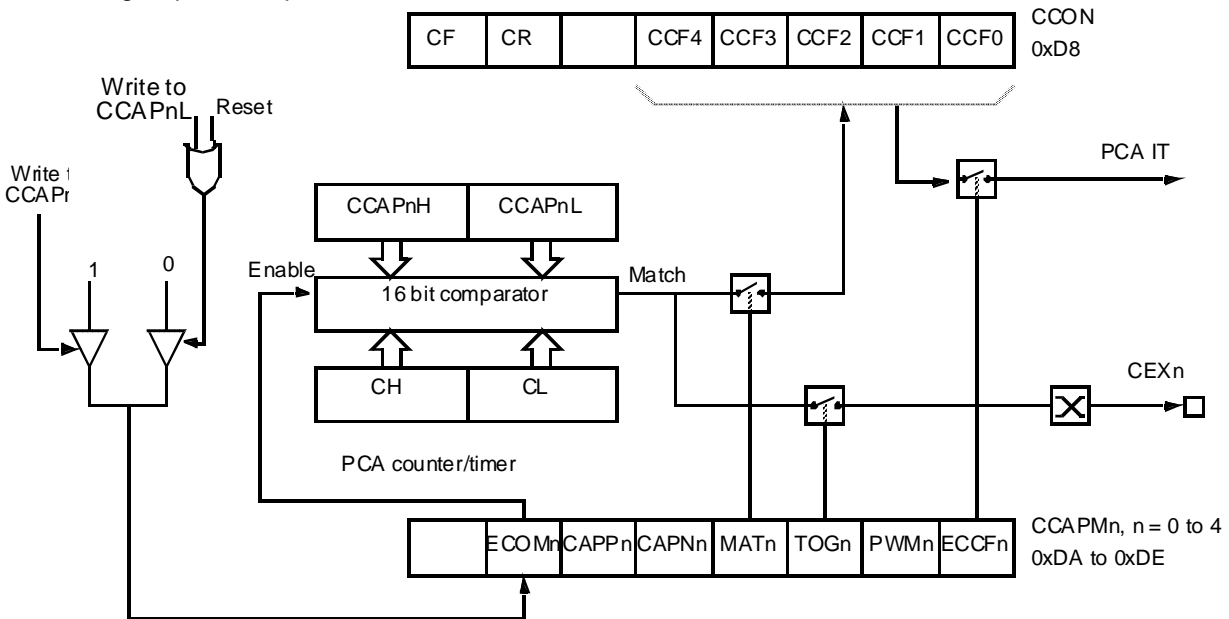 CF CR CCF4 CCF3 CCF2 CCF1 CCF0
CCON
0xD8
Write to
CCAPnL
Reset
Write
PCA IT
CCAPnH CCAPnL
1
0
Enable
16 bit comparator
Match
CH CL
CEXn
PCA counter/timer
ECOMn CAPPn CAPNn MATn TOGn PWMn ECCFn
CCAPMn, n = 0 to 4
0xDA to 0xDE